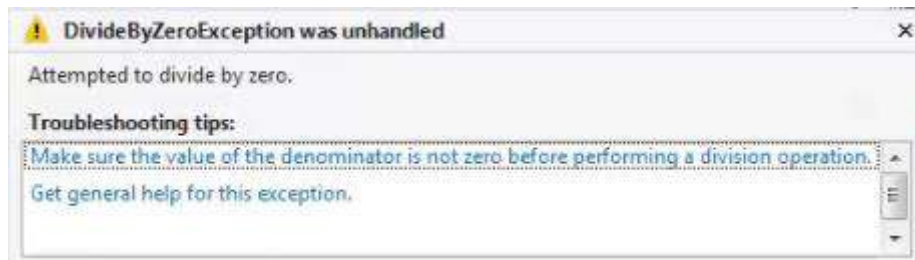 DivideByZeroException was unhandled
Attempted to divide by zero.
Troubleshooting tips:
Make sure the value of the denominator is not zero before performing a division operation.
Get general help for this exception.